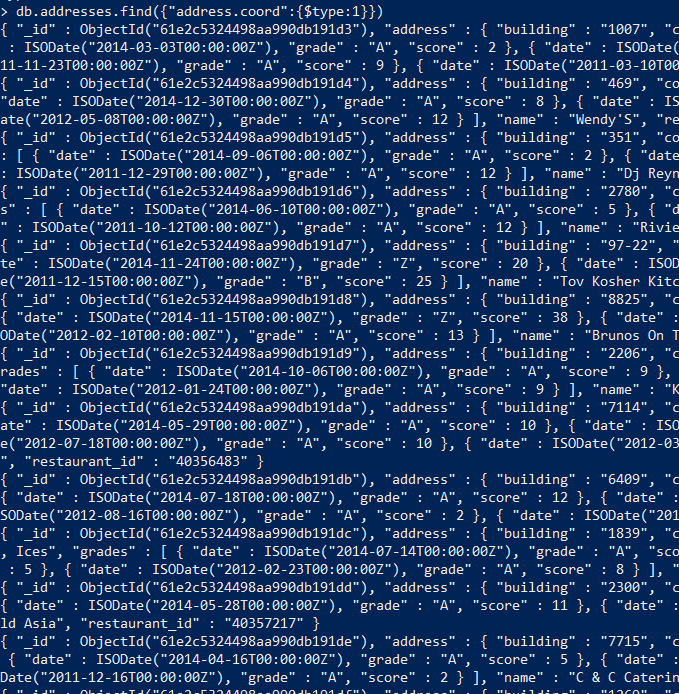 > db.addresses.find({"address.coord":{$type:1}})
{ "_id" : ObjectId("61e2c5324498aa990db191d3"), "address" : { "building" : "1007", "c
: ISODate("2014-03-03T00:00:00Z"), "grade" : "A", "score" : 2 }, { "date" : ISODate("
11-11-23T00:00:00Z"), "grade" : "A", "score" : 9 }, { "date" : ISODate("2011-03-10T00
{ "_id" : ObjectId("61e2c5324498aa990db191d4"), "address" : { "building" : "469", "co
"date" : ISODate("2014-12-30T00:00:00Z"), "grade" : "A", "score" : 8 }, { "date" : IS
ate("2012-05-08T00:00:00Z"), "grade" : "A", "score" : 12 } ], "name" : "Wendy'S", "re
{ "_id" : ObjectId("61e2c5324498aa990db191d5"), "address" : { "building" : "351", "co
: [ { "date" : ISODate("2014-09-06T00:00:00Z"), "grade" : "A", "score" : 2 }, { "date
: ISODate("2011-12-29T00:00:00Z"), "grade" : "A", "score" : 12 } ], "name" : "Dj Reyn
{ "_id" : ObjectId("61e2c5324498aa990db191d6"), "address" : { "building" : "2780", "c
s" : [ { "date" : ISODate("2014-06-10T00:00:00Z"), "grade" : "A", "score" : 5 }, { "d
" : ISODate("2011-10-12T00:00:00Z"), "grade" : "A", "score" : 12 } ], "name" : "Rivie
{ "_id" : ObjectId("61e2c5324498aa990db191d7"), "address" : { "building" : "97-22", "
te" : ISODate("2014-11-24T00:00:00Z"), "grade" : "Z", "score" : 20 }, { "date" : ISOD
e("2011-12-15T00:00:00Z"), "grade" : "B", "score" : 25 } ], "name" : "Tov Kosher Kitc
{ "_id" : ObjectId("61e2c5324498aa990db191d8"), "address" : { "building" : "8825", "c
{ "date" : ISODate("2014-11-15T00:00:00Z"), "grade" : "Z", "score" : 38 }, { "date" :
ODate("2012-02-10T00:00:00Z"), "grade" : "A", "score" : 13 } ], "name" : "Brunos On T
{ "_id" : ObjectId("61e2c5324498aa990db191d9"), "address" : { "building" : "2206", "c
rades" : [ { "date" : ISODate("2014-10-06T00:00:00Z"), "grade" : "A", "score" : 9 },
"date" : ISODate("2012-01-24T00:00:00Z"), "grade" : "A", "score" : 9 } ], "name" : "K
{ "_id" : ObjectId("61e2c5324498aa990db191da"), "address" : { "building" : "7114", "c
ate" : ISODate("2014-05-29T00:00:00Z"), "grade" : "A", "score" : 10 }, { "date" : ISO
e("2012-07-18T00:00:00Z"), "grade" : "A", "score" : 10 }, { "date" : ISODate("2012-03
", "restaurant_id" : "40356483" }
{ "_id" : ObjectId("61e2c5324498aa990db191db"), "address" : { "building" : "6409", "c
{ "date" : ISODate("2014-07-18T00:00:00Z"), "grade" : "A", "score" : 12 }, { "date" :
SODate("2012-08-16T00:00:00Z"), "grade" : "A", "score" : 2 }, { "date" : ISODate("201
{ "_id" : ObjectId("61e2c5324498aa990db191dc"), "address" : { "building" : "1839", "c
, Ices", "grades" : [ { "date" : ISODate("2014-07-14T00:00:00Z"), "grade" : "A", "sco
: 5 }, { "date" : ISODate("2012-02-23T00:00:00Z"), "grade" : "A", "score" : 8 } ], "
{ "_id" : ObjectId("61e2c5324498aa990db191dd"), "address" : { "building" : "2300", "c
{ "date" : ISODate("2014-05-28T00:00:00Z"), "grade" : "A", "score" : 11 }, { "date" :
ld Asia", "restaurant_id" : "40357217" }
{ "_id" : ObjectId("61e2c5324498aa990db191de"), "address" : { "building" : "7715", "c
{ "date" : ISODate("2014-04-16T00:00:00Z"), "grade" : "A", "score" : 5 }, { "date" :
Date("2011-12-16T00:00:00Z"), "grade" : "A", "score" : 2 } ], "name" : "C & C Caterin